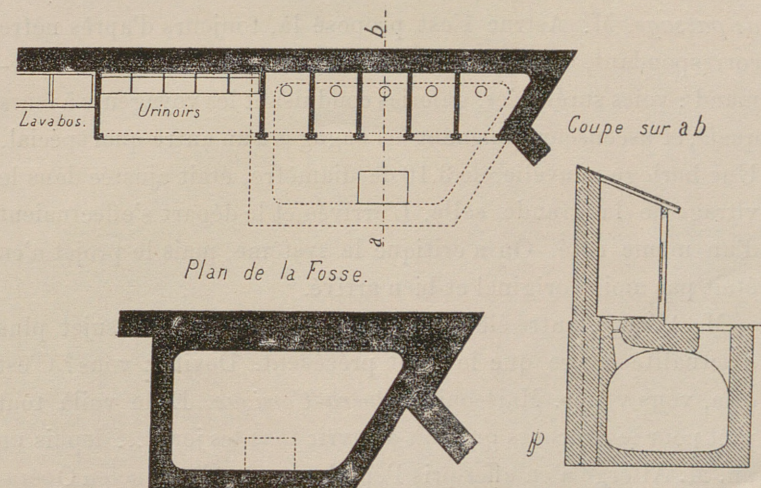 b
Lavabos.
Urinoirs
Coupe sur ab
a
Plan de la Fosse.